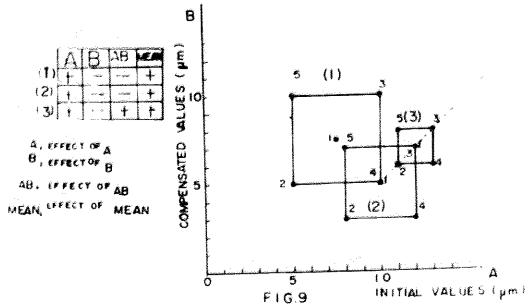 A B AB MEAN
(1) + - - +
(2) + - - +
(3) + - + +
A, EFFECT OF A
B, EFFECT OF B
AB, EFFECT OF AB
MEAN, EFFECT OF MEAN
B
COMPENSATED VALUES (μm)
10
5
0
5 (1) 3
1
2
4
5
3
1
2 (2) 4
5 (3) 3
1
2 4
10
A
INITIAL VALUES (μm)
FIG.9